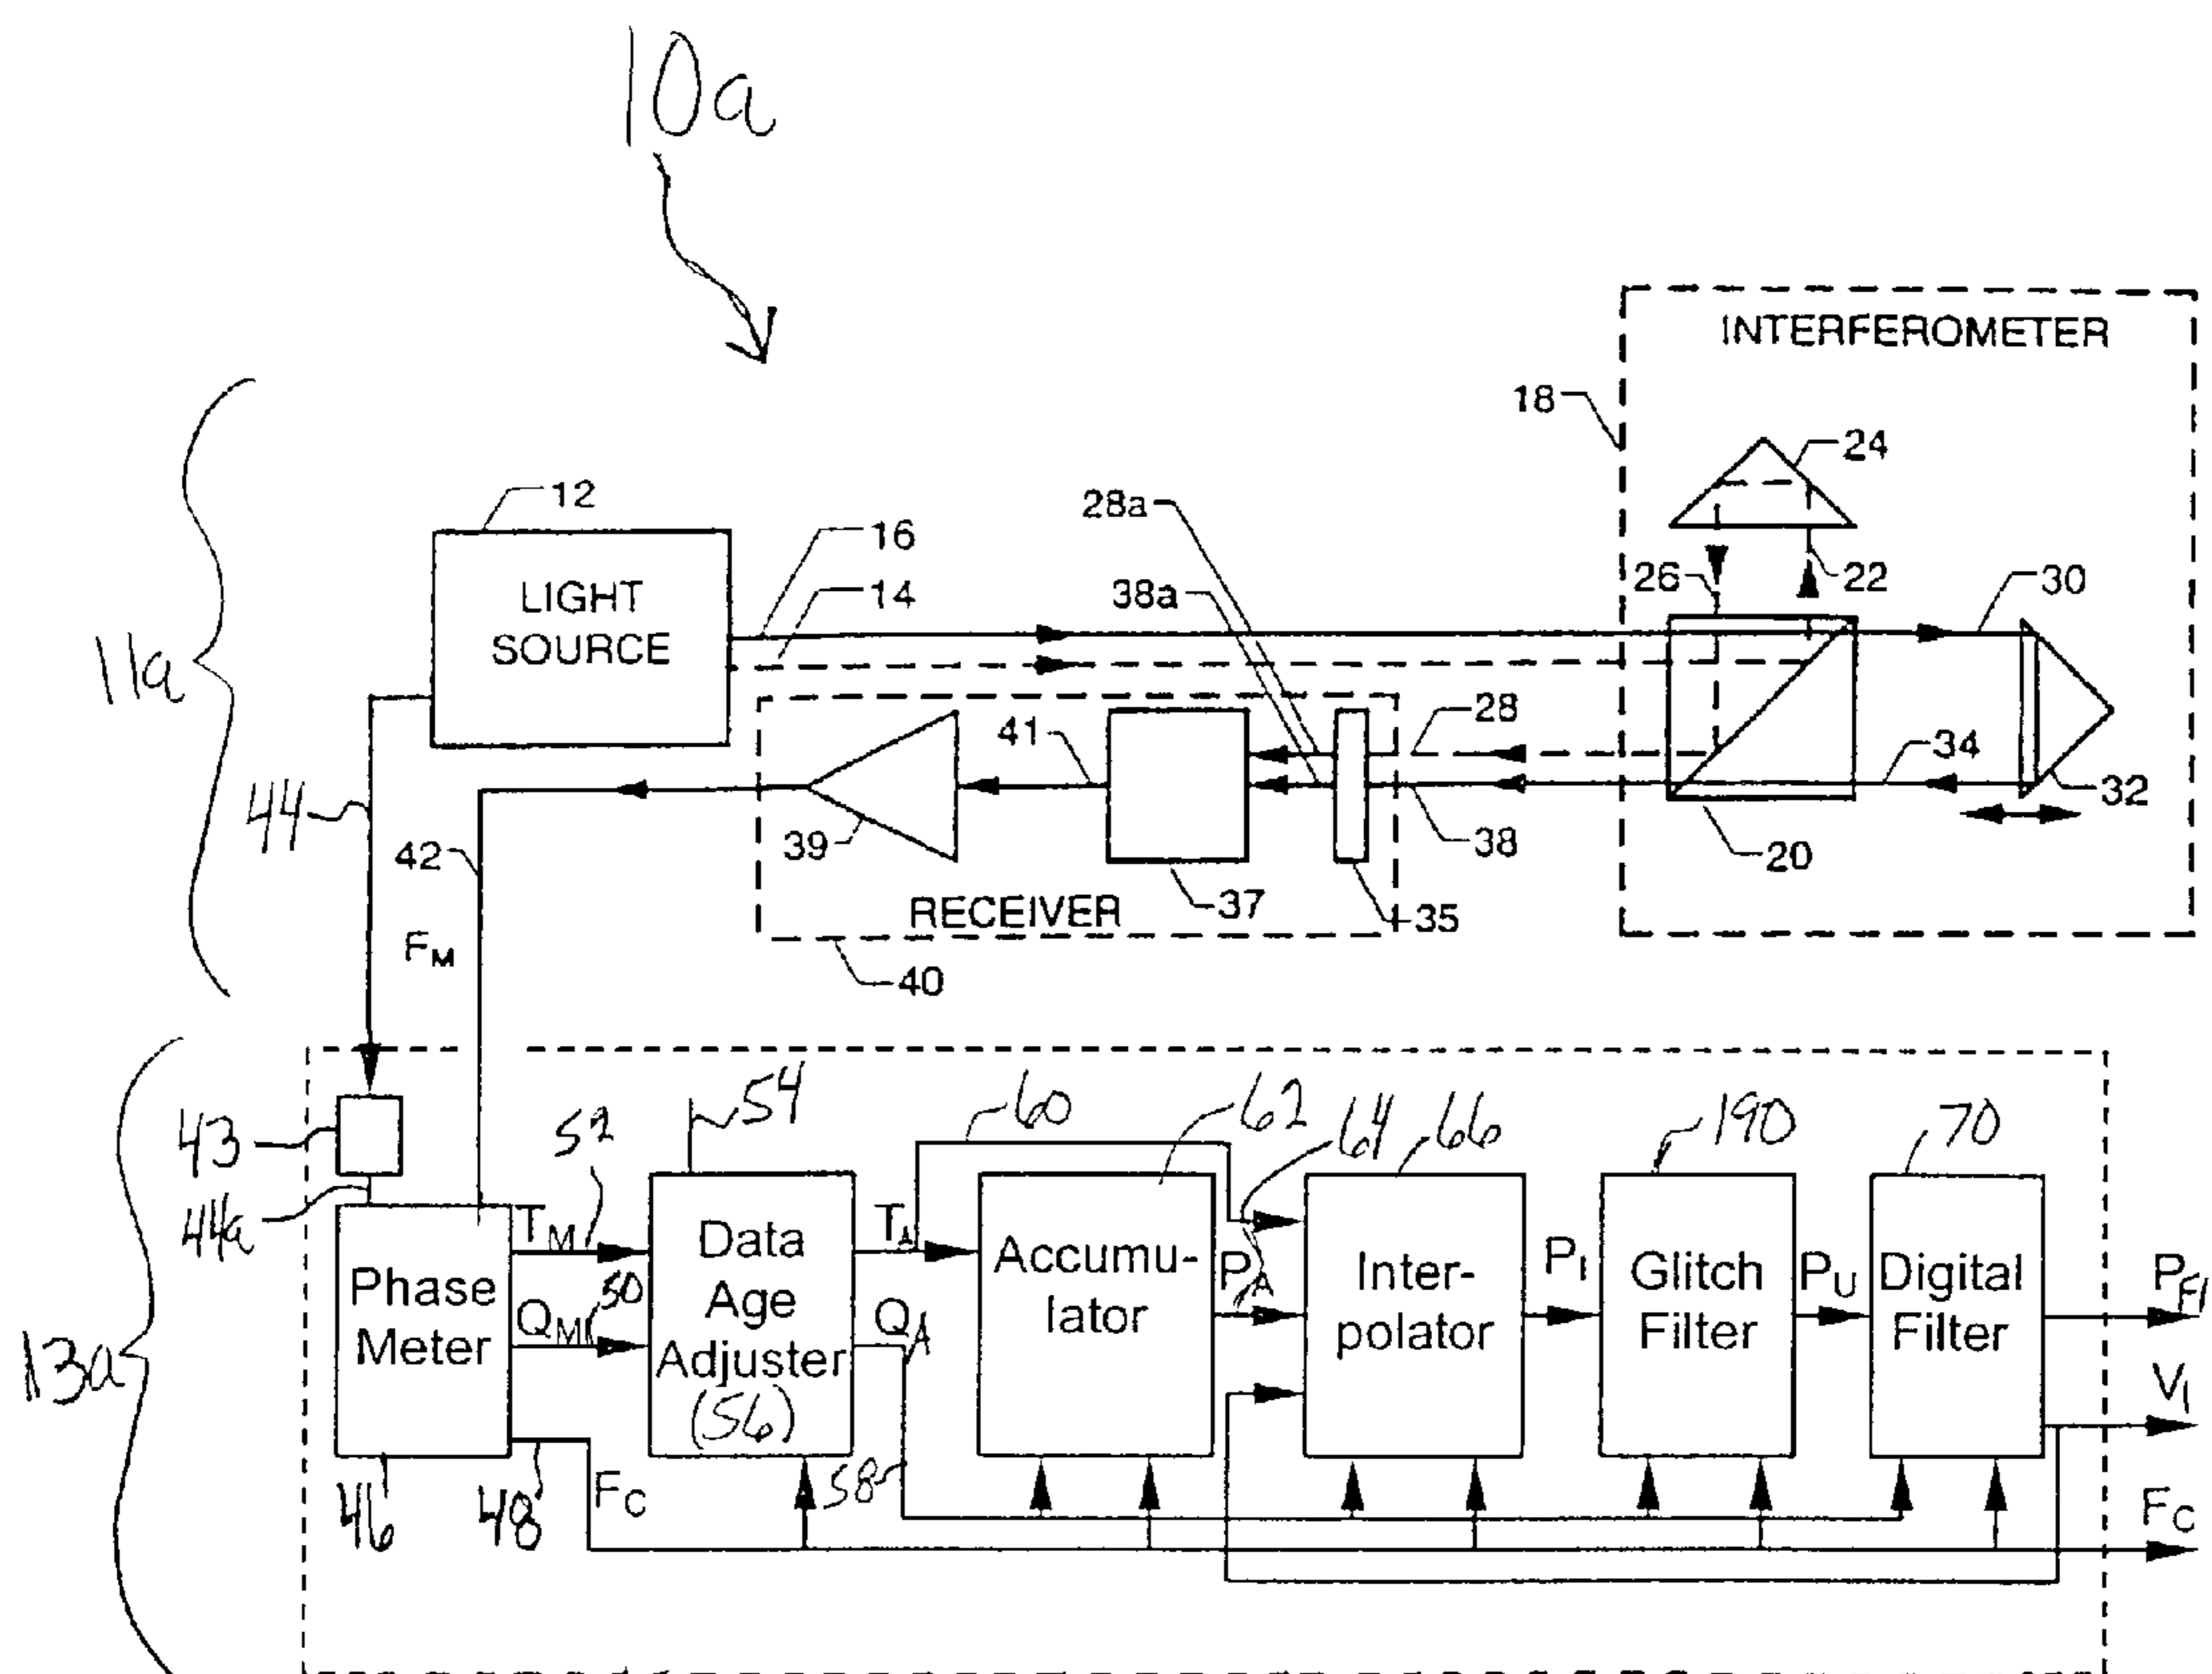 10a
INTERFEROMETER
18
24
12
28a
16
26
22
30
14
38a
LIGHT
SOURCE
11a
28
41
34
32
44
39
38
20
42
37
35
RECEIVER
FM
40
54
60
62
64
66
190
70
43
52
44a
TM
TA
Data
Age
Adjuster
(56)
Accumu-
lator
PA
Inter-
polator
PI
Glitch
Filter
PU
Digital
Filter
PF1
Phase
Meter
QM
50
QA
13a
VI
58
46
48
FC
FC